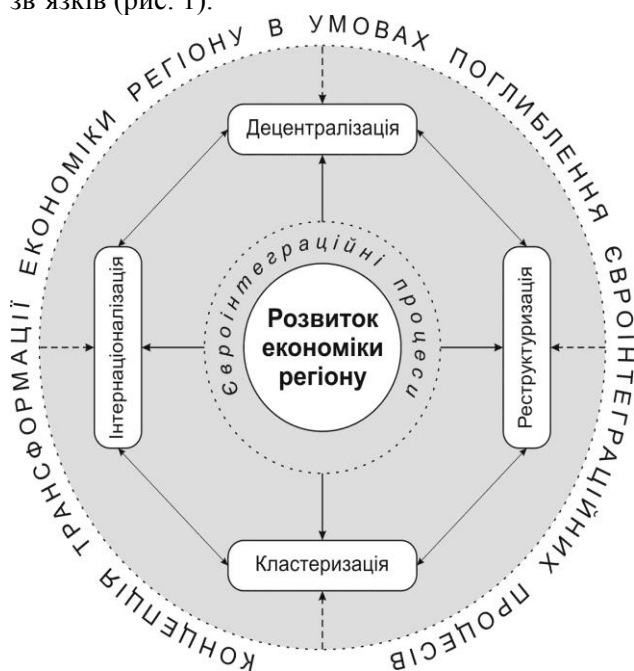 зв’язків (рис. 1).
КОНЦЕПЦІЯ ТРАНСФОРМАЦІЇ ЕКОНОМІКИ РЕГІОНУ В УМОВАХ ПОГЛИБЛЕННЯ ЄВРОІНТЕГРАЦІЙНИХ ПРОЦЕСІВ
Децентралізація
Євроінтеграційні процеси
Інтернаціоналізація
Розвиток
економіки
регіону
Реструктуризація
Кластеризація